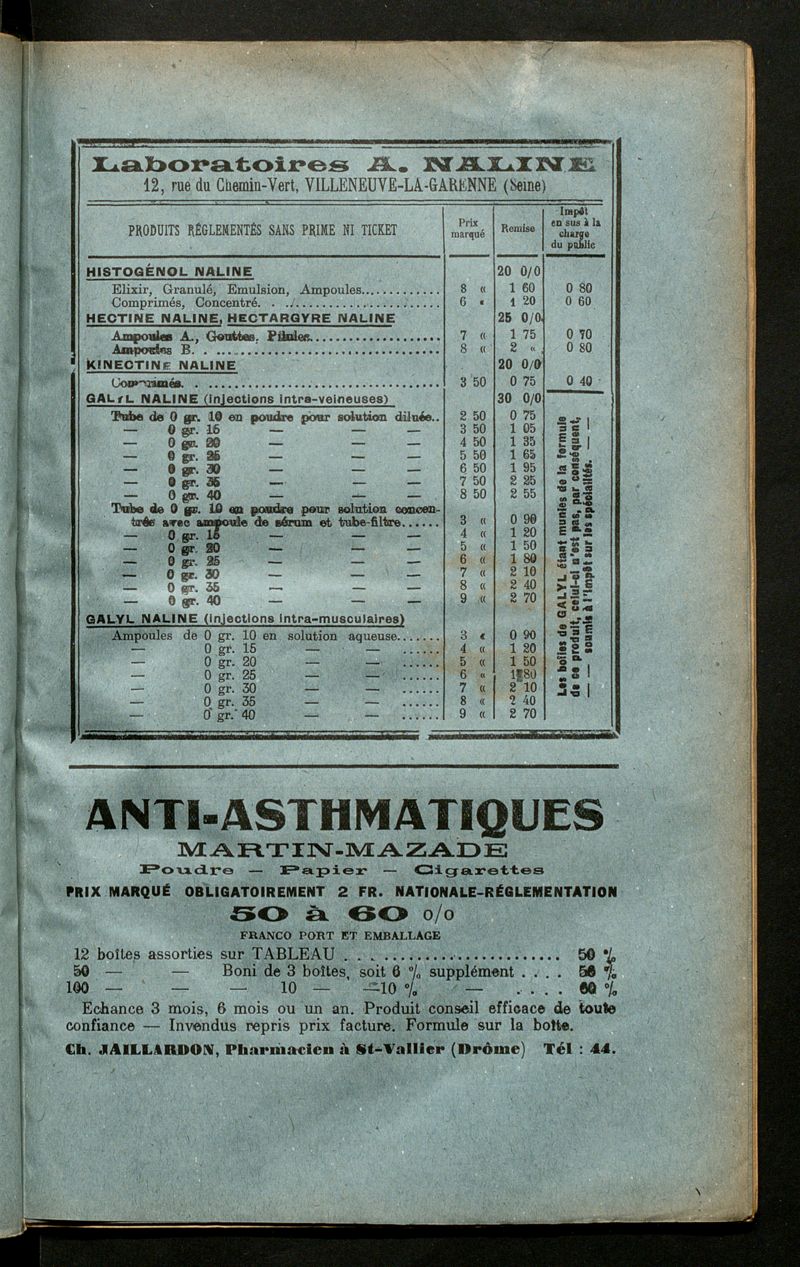 Laboratoires A. NALINE
12, rue du Chemin-Vert, VILLENEUVE-LA-GARENNE (Seine)
PRODUITS RÉGLEMENTÉS SANS PRIME NI TICKET Prix marqué Remise Impôt en sus à la charge du public
HISTOGÉNOL NALINE 20 0/0
Elixir, Granulé, Emulsion, Ampoules............ 8 « 1 60 0 80
Comprimés, Concentré. . ...................... 6 « 1 20 0 60
HECTINE NALINE, HECTARGYRE NALINE 25 0/0
Ampoules A., Gouttes. Pilules................... 7 « 1 75 0 70
Ampoules B. . ................................ 8 « 2 « 0 80
KINECTINE NALINE 20 0/0
Comprimés. . ................................ 3 50 0 75 0 40
GALYL NALINE (injections intra-veineuses) 30 0/0
Tube de 0 gr. 10 en poudre pour solution diluée.. 2 50 0 75
— 0 gr. 15 — — — 3 50 1 05
— 0 gr. 20 — — — 4 50 1 35
— 0 gr. 25 — — — 5 50 1 65
— 0 gr. 30 — — — 6 50 1 95
— 0 gr. 35 — — — 7 50 2 25
— 0 gr. 40 — — — 8 50 2 55
Tube de 0 gr. 10 en poudre pour solution concen-
trée avec ampoule de sérum et tube-filtre...... 3 « 0 90
— 0 gr. 15 — — — 4 « 1 20
— 0 gr. 20 — — — 5 « 1 50
— 0 gr. 25 — — — 6 « 1 80
— 0 gr. 30 — — — 7 « 2 10
— 0 gr. 35 — — — 8 « 2 40
— 0 gr. 40 — — — 9 « 2 70
GALYL NALINE (injections intra-musculaires)
Ampoules de 0 gr. 10 en solution aqueuse....... 3 « 0 90
— 0 gr. 15 — — ...... 4 « 1 20
— 0 gr. 20 — — ...... 5 « 1 50
— 0 gr. 25 — — ...... 6 « 1 80
— 0 gr. 30 — — ...... 7 « 2 10
— 0 gr. 35 — — ...... 8 « 2 40
— 0 gr. 40 — — ...... 9 « 2 70
Les boîtes de GALYL étant munies de la formule
de ce produit, celui-ci n'est pas, par conséquent,
— — soumis à l'impôt sur les spécialités. — —
ANTI-ASTHMATIQUES
MARTIN-MAZADE
Poudre — Papier — Cigarettes
PRIX MARQUÉ OBLIGATOIREMENT 2 FR. NATIONALE-RÉGLEMENTATION
50 à 60 o/o
FRANCO PORT ET EMBALLAGE
12 boîtes assorties sur TABLEAU . . . ........................ 50 %
50 — — Boni de 3 boîtes, soit 6 % supplément . . . . 56 %
100 — — — 10 — —10 % — . . . . . 60 %
Echance 3 mois, 6 mois ou un an. Produit conseil efficace de toute
confiance — Invendus repris prix facture. Formule sur la boîte.
Ch. JAILLARDON, Pharmacien à St-Vallier (Drôme) Tél : 44.